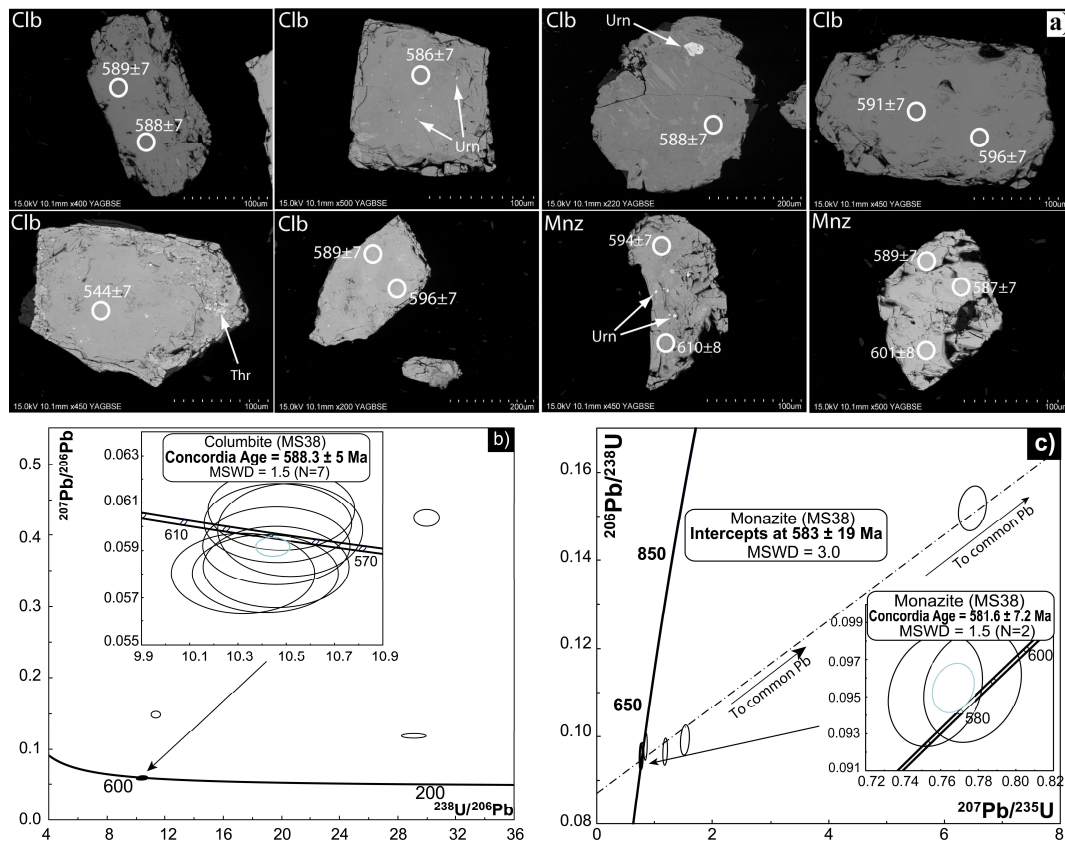 Clb
589±7
588±7
15.0kV 10.1mm x400 YAGBSE
100um
Clb
586±7
Urn
15.0kV 10.1mm x500 YAGBSE
100um
Clb
Urn
588±7
15.0kV 10.1mm x220 YAGBSE
200um
Clb
a)
591±7
596±7
15.0kV 10.1mm x450 YAGBSE
100um
Clb
544±7
Thr
15.0kV 10.1mm x450 YAGBSE
100um
Clb
589±7
596±7
15.0kV 10.1mm x200 YAGBSE
200um
Mnz
594±7
Urn
610±8
15.0kV 10.1mm x450 YAGBSE
100um
Mnz
589±7
587±7
601±8
15.0kV 10.1mm x500 YAGBSE
100um
b)
207Pb/206Pb
0.5
0.4
0.3
0.2
0.1
0.0
4 8 12 16 20 24 28 32 36
238U/206Pb
600
200
Columbite (MS38)
Concordia Age = 588.3 ± 5 Ma
MSWD = 1.5 (N=7)
0.063
0.061
0.059
0.057
0.055
9.9 10.1 10.3 10.5 10.7 10.9
610
570
c)
206Pb/238U
0.16
0.14
0.12
0.10
0.08
0 2 4 6 8
207Pb/235U
850
650
Monazite (MS38)
Intercepts at 583 ± 19 Ma
MSWD = 3.0
To common Pb
To common Pb
Monazite (MS38)
Concordia Age = 581.6 ± 7.2 Ma
MSWD = 1.5 (N=2)
0.099
0.097
0.095
0.093
0.091
0.72 0.74 0.76 0.78 0.80 0.82
600
580